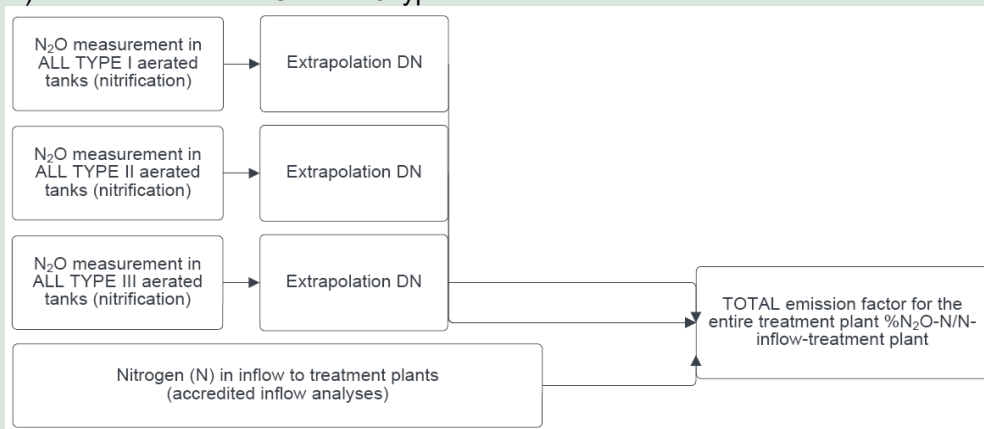 N₂O measurement in
ALL TYPE I aerated
tanks (nitrification)
Extrapolation DN
N₂O measurement in
ALL TYPE II aerated
tanks (nitrification)
Extrapolation DN
N₂O measurement in
ALL TYPE III aerated
tanks (nitrification)
Extrapolation DN
TOTAL emission factor for the
entire treatment plant %N₂O-N/N-
inflow-treatment plant
Nitrogen (N) in inflow to treatment plants
(accredited inflow analyses)